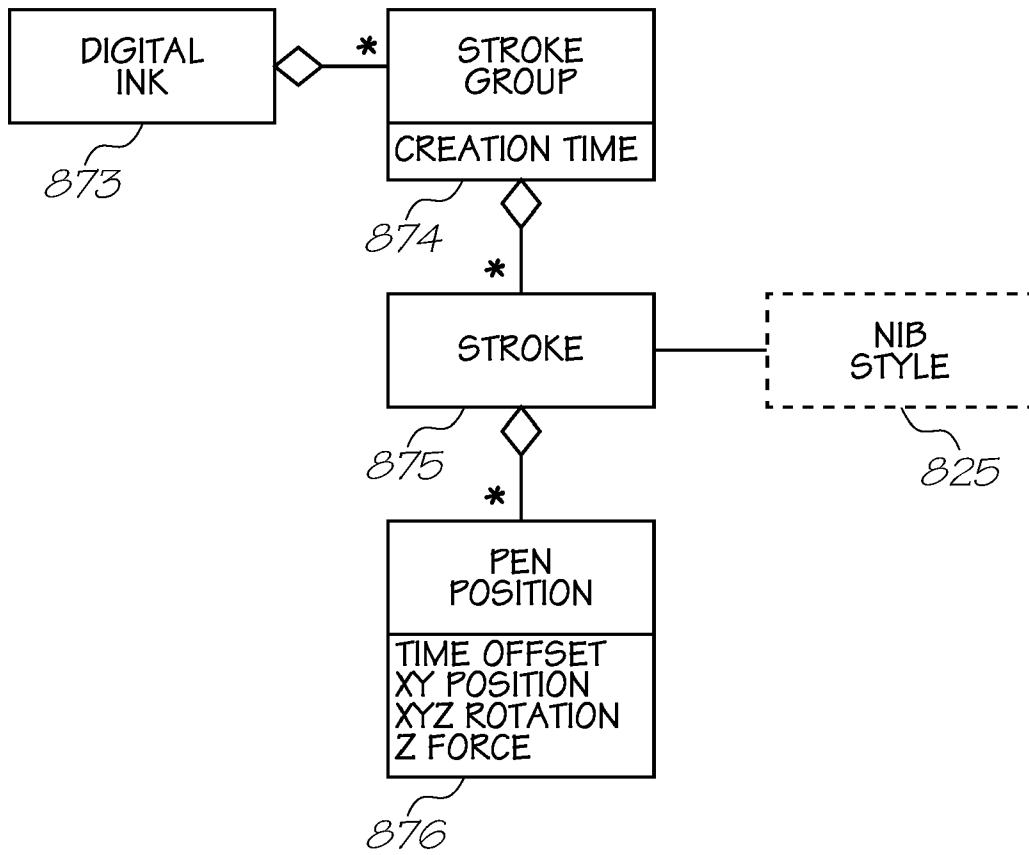 DIGITAL
INK
*
STROKE
GROUP
CREATION TIME
873
874
*
STROKE
NIB
STYLE
875
825
*
PEN
POSITION
TIME OFFSET
XY POSITION
XYZ ROTATION
Z FORCE
876